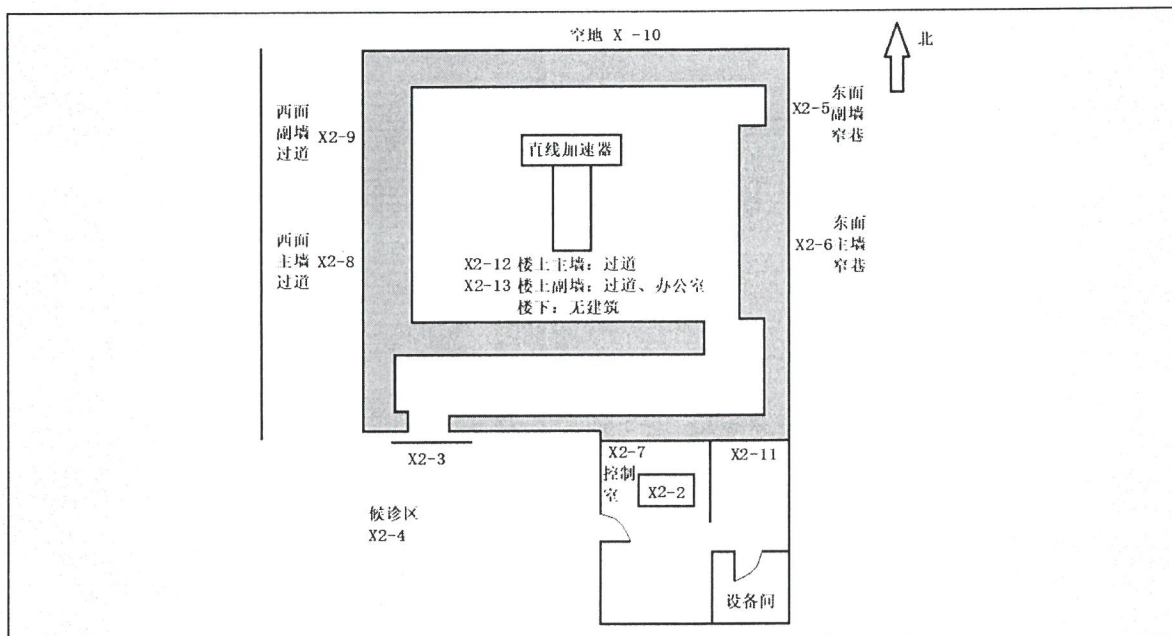 空地 X -10
北
西面
副墙 X2-9
过道
X2-5
东面
副墙
窄巷
直线加速器
西面
主墙 X2-8
过道
东面
X2-6 主墙
窄巷
X2-12 楼上主墙：过道
X2-13 楼上副墙：过道、办公室
楼下：无建筑
X2-3
X2-7
控制
室
X2-2
X2-11
候诊区
X2-4
设备间